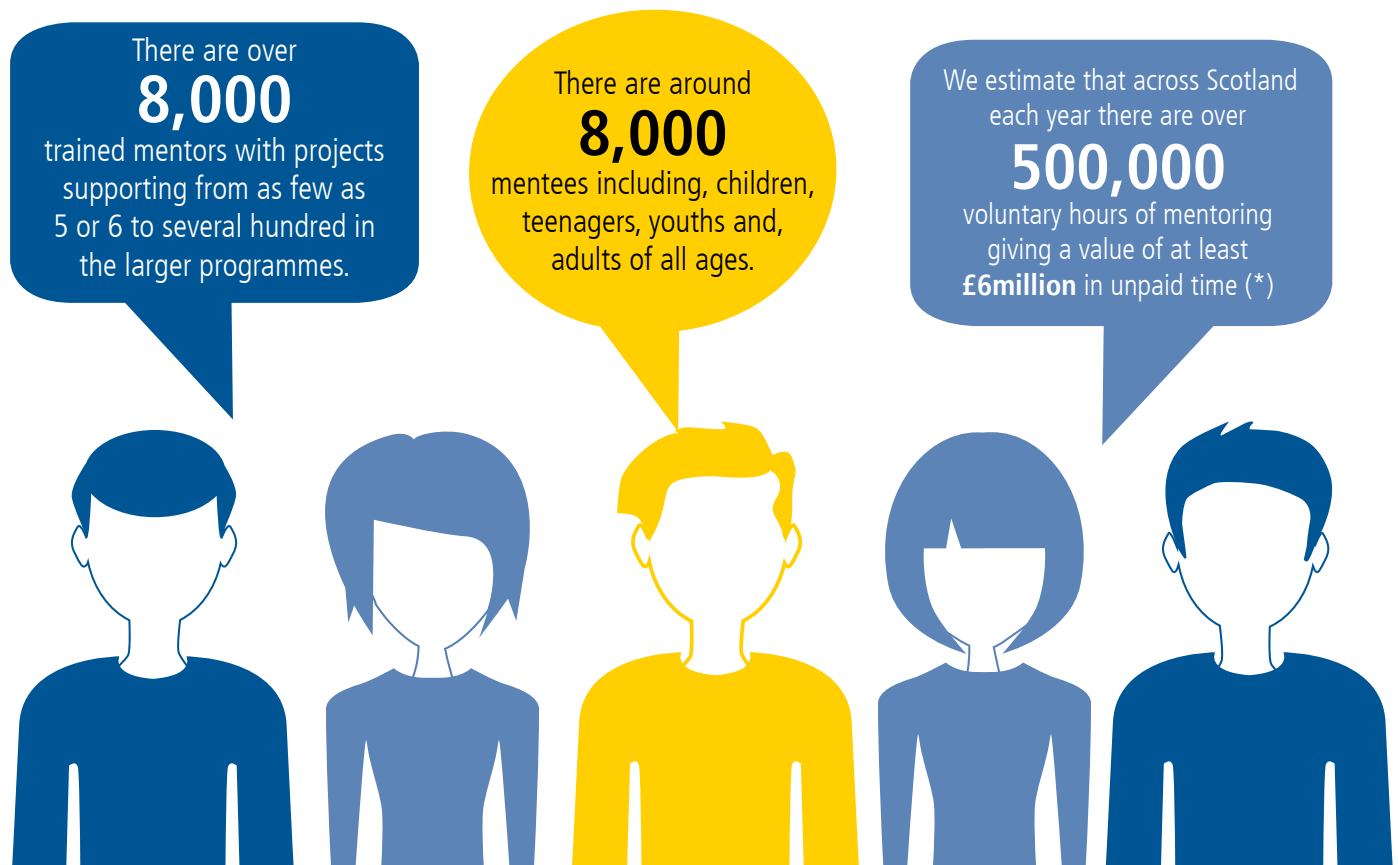 There are over
8,000
trained mentors with projects
supporting from as few as
5 or 6 to several hundred in
the larger programmes.
There are around
8,000
mentees including, children,
teenagers, youths and,
adults of all ages.
We estimate that across Scotland
each year there are over
500,000
voluntary hours of mentoring
giving a value of at least
£6million in unpaid time (*)